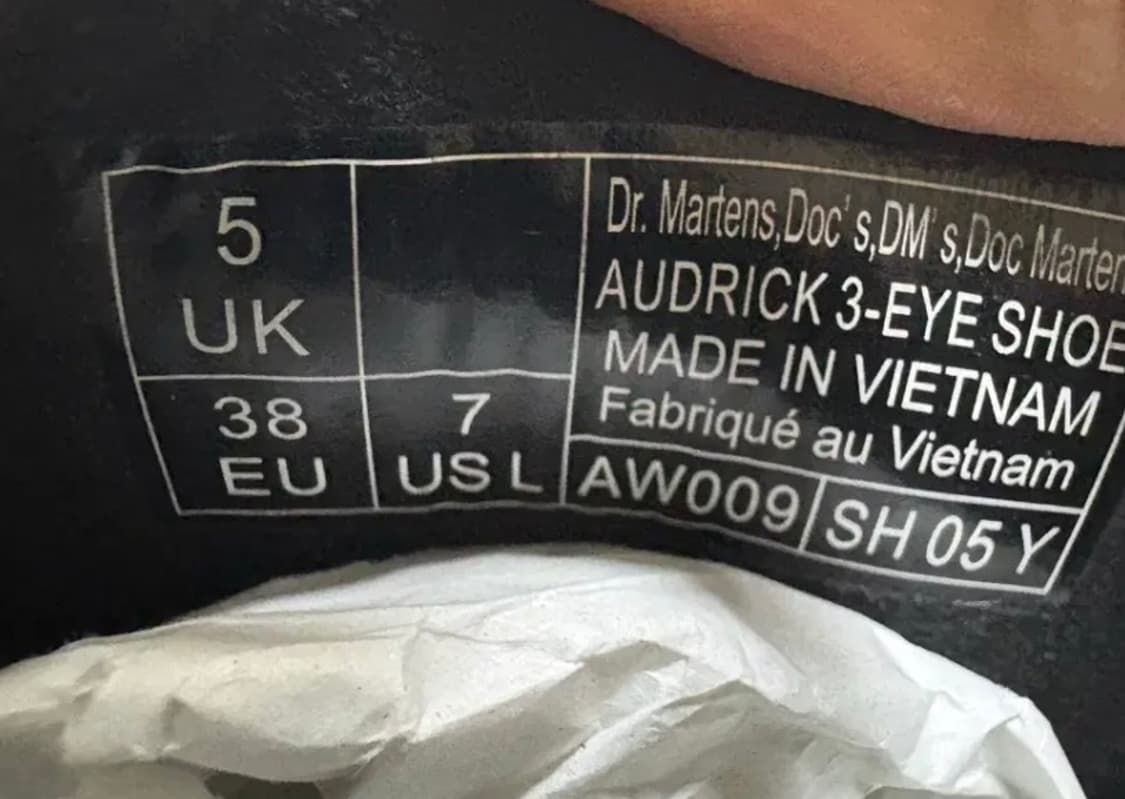 5
UK
38
EU
7
US L
Dr. Martens,Doc's,DM's,Doc Marten
AUDRICK 3-EYE SHOE
MADE IN VIETNAM
Fabriqué au Vietnam
AW009
SH 05 Y